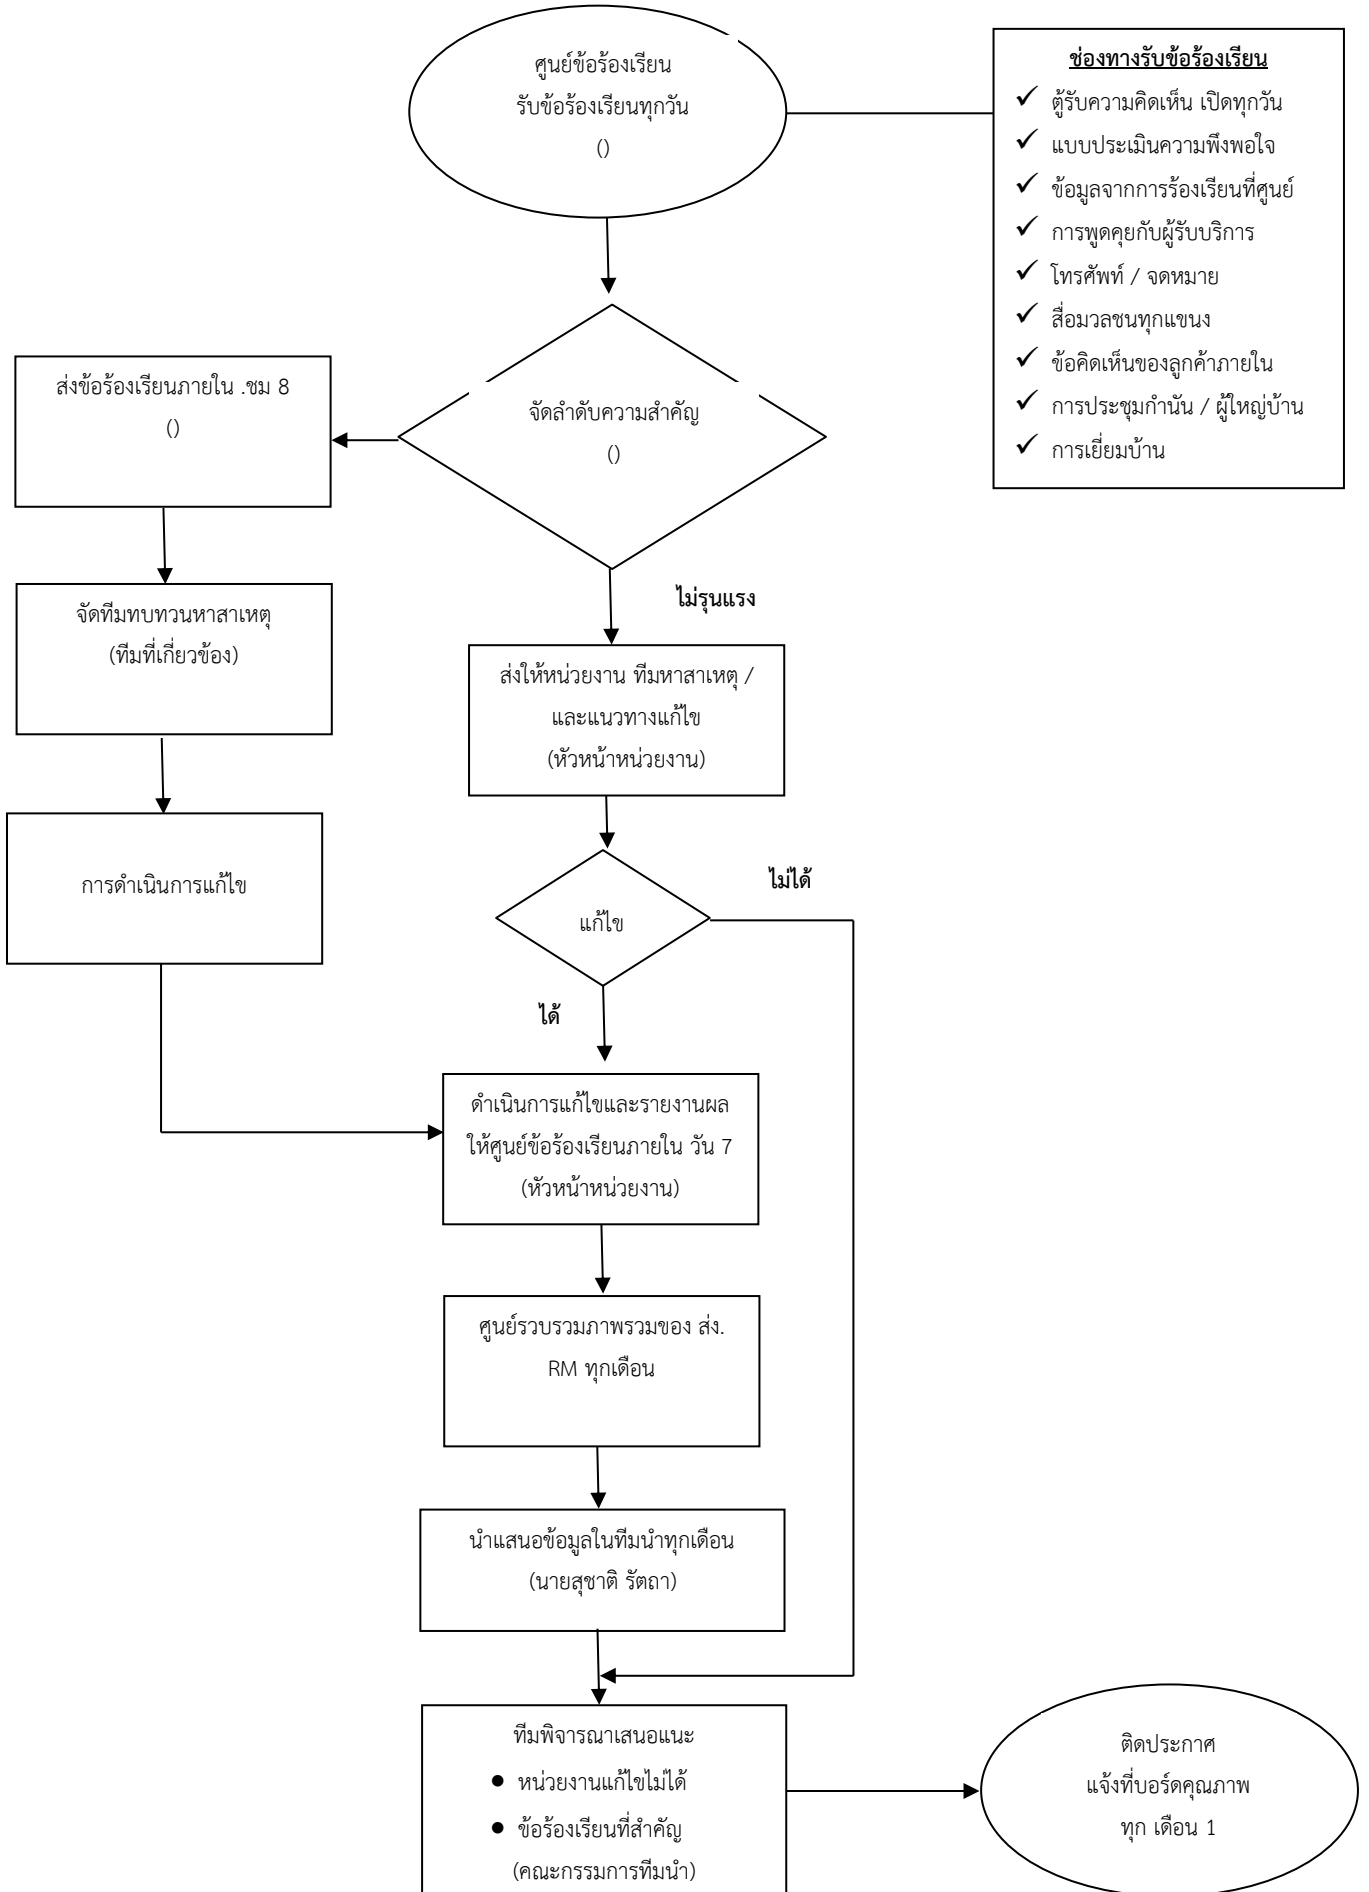 ศูนย์ข้อร้องเรียน
รับข้อร้องเรียนทุกวัน
()
ช่องทางรับข้อร้องเรียน
✓ ตู้รับความคิดเห็น เปิดทุกวัน
✓ แบบประเมินความพึงพอใจ
✓ ข้อมูลจากการร้องเรียนที่ศูนย์
✓ การพูดคุยกับผู้รับบริการ
✓ โทรศัพท์ / จดหมาย
✓ สื่อมวลชนทุกแขนง
✓ ข้อคิดเห็นของลูกค้าภายใน
✓ การประชุมกำนัน / ผู้ใหญ่บ้าน
✓ การเยี่ยมบ้าน
จัดลำดับความสำคัญ
()
ส่งข้อร้องเรียนภายใน .ชม 8
()
จัดทีมทบทวนหาสาเหตุ
(ทีมที่เกี่ยวข้อง)
การดำเนินการแก้ไข
ไม่รุนแรง
ส่งให้หน่วยงาน ทีมหาสาเหตุ /
และแนวทางแก้ไข
(หัวหน้าหน่วยงาน)
แก้ไข
ไม่ได้
ได้
ดำเนินการแก้ไขและรายงานผล
ให้ศูนย์ข้อร้องเรียนภายใน วัน 7
(หัวหน้าหน่วยงาน)
ศูนย์รวบรวมภาพรวมของ ส่ง.
RM ทุกเดือน
นำแสนอข้อมูลในทีมนำทุกเดือน
(นายสุชาติ รัตถา)
ทีมพิจารณาเสนอแนะ
● หน่วยงานแก้ไขไม่ได้
● ข้อร้องเรียนที่สำคัญ
(คณะกรรมการทีมนำ)
ติดประกาศ
แจ้งที่บอร์ดคุณภาพ
ทุก เดือน 1